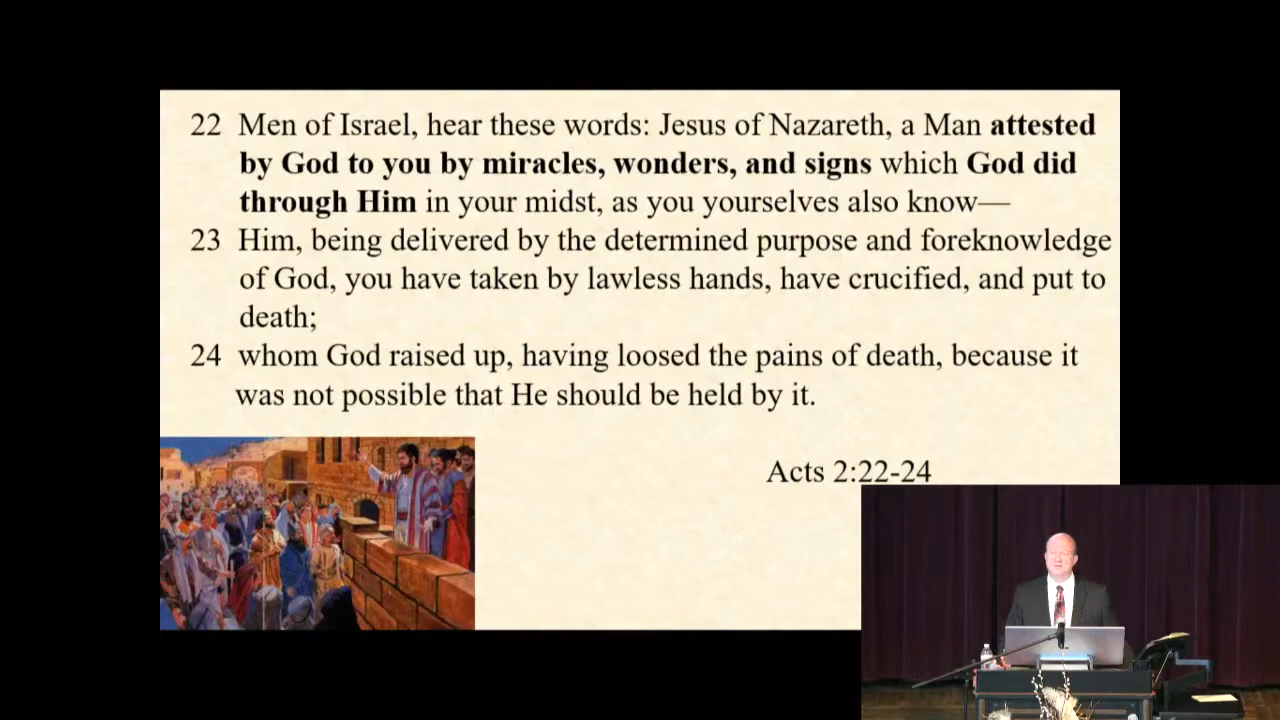 22 Men of Israel, hear these words: Jesus of Nazareth, a Man attested
by God to you by miracles, wonders, and signs which God did
through Him in your midst, as you yourselves also know—
23 Him, being delivered by the determined purpose and foreknowledge
of God, you have taken by lawless hands, have crucified, and put to
death;
24 whom God raised up, having loosed the pains of death, because it
was not possible that He should be held by it.
Acts 2:22-24